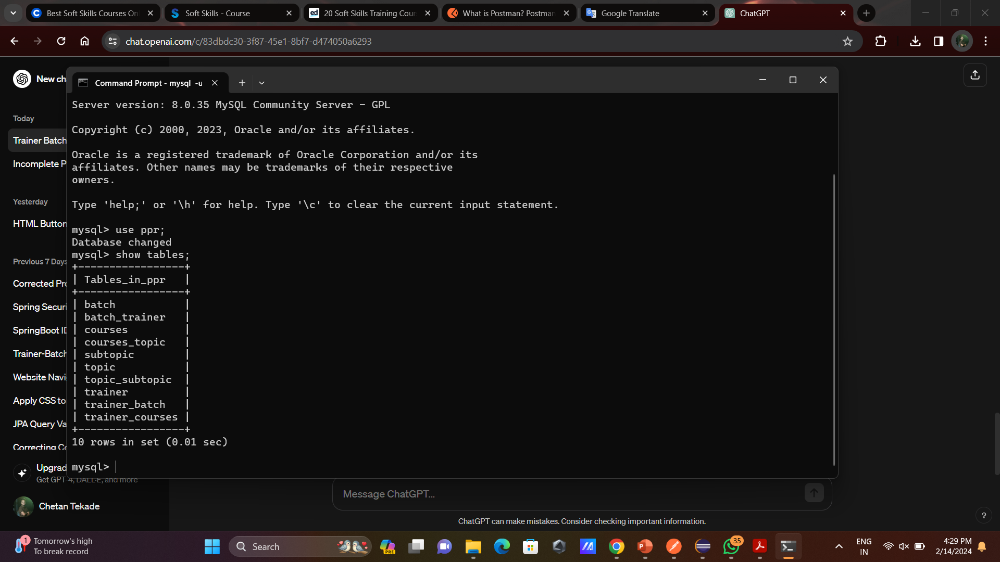 Best Soft Skills Courses On
Soft Skills - Course
20 Soft Skills Training Cour
What is Postman? Postman
Google Translate
ChatGPT
chat.openai.com/c/83dbdc30-3f87-45e1-8bf7-d474050a6293
New ch
Today
Trainer Batch
Incomplete P
Yesterday
HTML Button
Previous 7 Days
Corrected Pro
Spring Securi
SpringBoot ID
Trainer-Batch
Website Navi
Apply CSS to
JPA Query Va
Correcting Co
Upgrad
Get GPT-4, DALL·E, and more
Chetan Tekade
Command Prompt - mysql -u
Server version: 8.0.35 MySQL Community Server - GPL
Copyright (c) 2000, 2023, Oracle and/or its affiliates.
Oracle is a registered trademark of Oracle Corporation and/or its
affiliates. Other names may be trademarks of their respective
owners.
Type 'help;' or '\h' for help. Type '\c' to clear the current input statement.
mysql> use ppr;
Database changed
mysql> show tables;
+-----------------+
| Tables_in_ppr   |
+-----------------+
| batch           |
| batch_trainer   |
| courses         |
| courses_topic   |
| subtopic        |
| topic           |
| topic_subtopic  |
| trainer         |
| trainer_batch   |
| trainer_courses |
+-----------------+
10 rows in set (0.01 sec)
mysql>
Message ChatGPT...
ChatGPT can make mistakes. Consider checking important information.
?
1
Tomorrow's high
To break record
Search
PRE
35
ENG
IN
4:29 PM
2/14/2024